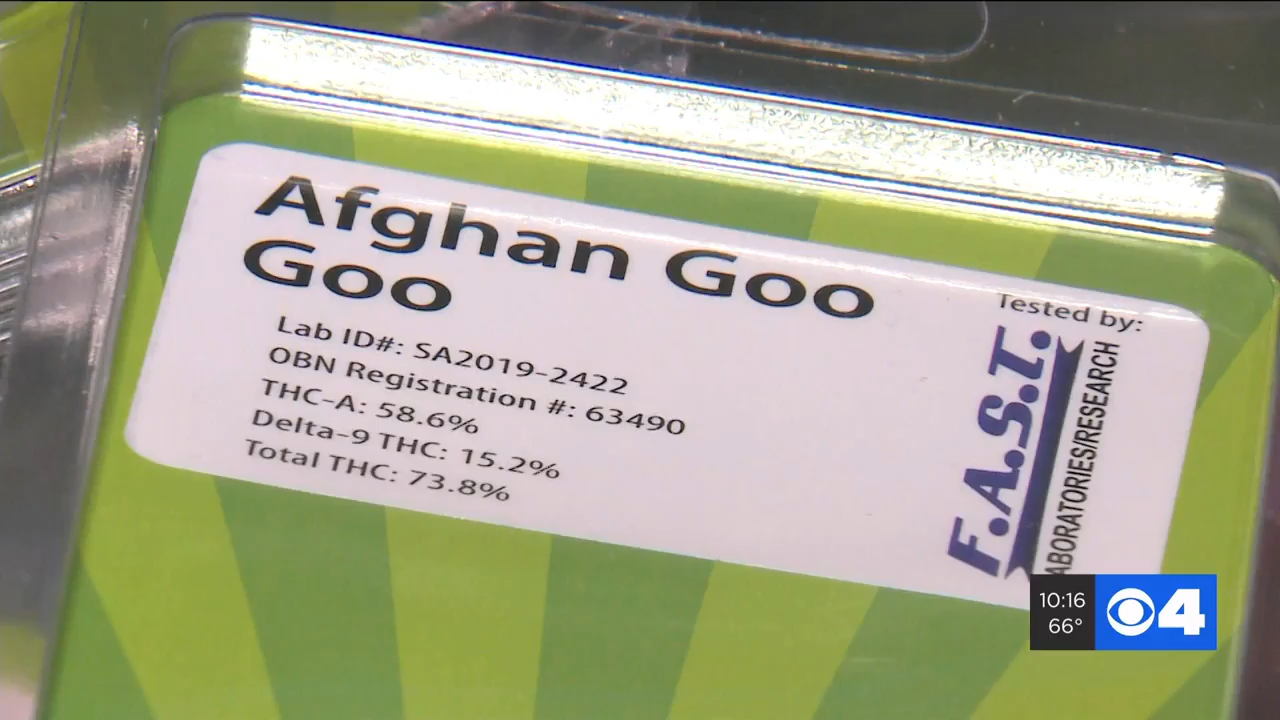 Afghan Goo
Goo
Lab ID#: SA2019-2422
OBN Registration #: 63490
THC-A: 58.6%
Delta-9 THC: 15.2%
Total THC: 73.8%
Tested by:
F.A.S.T.
ABORATORIES/RESEARCH
10:16
66°
4